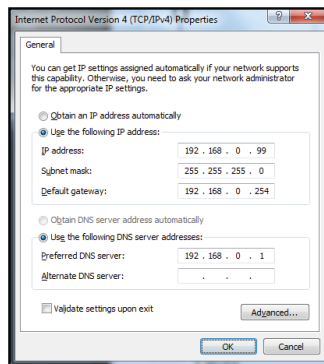 Internet Protocol Version 4 (TCP/IPv4) Properties
General
You can get IP settings assigned automatically if your network supports
this capability. Otherwise, you need to ask your network administrator
for the appropriate IP settings.
Obtain an IP address automatically
Use the following IP address:
IP address: 192 . 168 . 0 . 99
Subnet mask: 255 . 255 . 255 . 0
Default gateway: 192 . 168 . 0 . 254
Obtain DNS server address automatically
Use the following DNS server addresses:
Preferred DNS server: 192 . 168 . 0 . 1
Alternate DNS server: . . .
Validate settings upon exit
Advanced...
OK Cancel